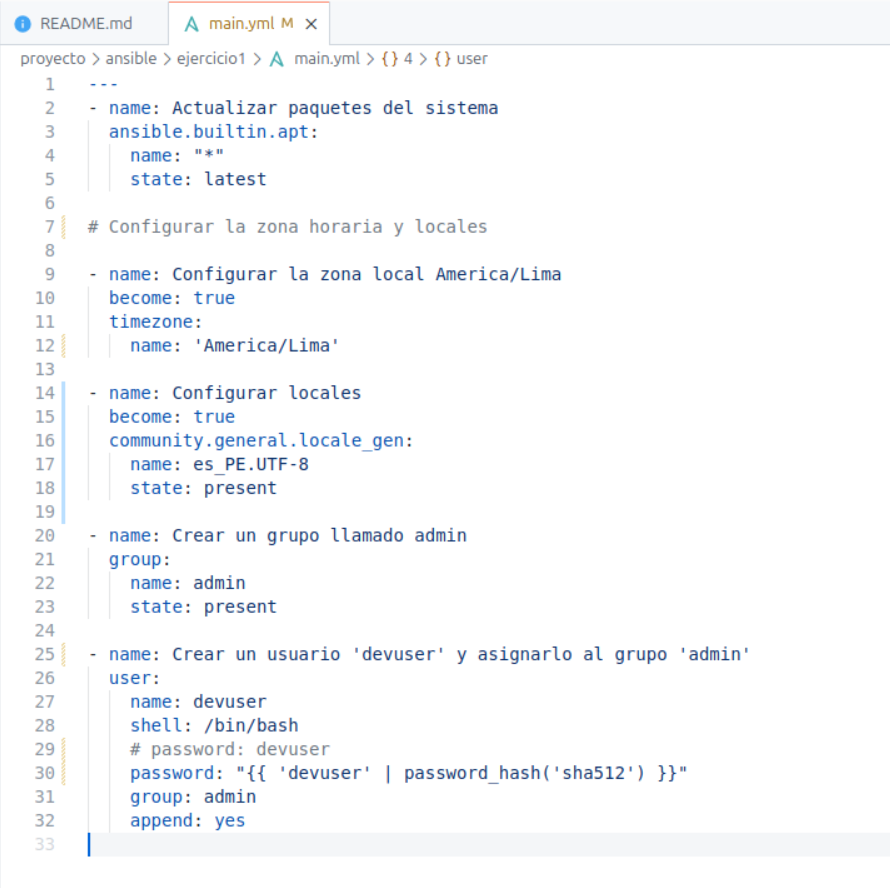 README.md main.yml M
proyecto > ansible > ejercicio1 > main.yml > {} 4 > {} user
1 ---
2 - name: Actualizar paquetes del sistema
3 ansible.builtin.apt:
4 name: "*"
5 state: latest
6
7 # Configurar la zona horaria y locales
8
9 - name: Configurar la zona local America/Lima
10 become: true
11 timezone:
12 name: 'America/Lima'
13
14 - name: Configurar locales
15 become: true
16 community.general.locale_gen:
17 name: es_PE.UTF-8
18 state: present
19
20 - name: Crear un grupo llamado admin
21 group:
22 name: admin
23 state: present
24
25 - name: Crear un usuario 'devuser' y asignarlo al grupo 'admin'
26 user:
27 name: devuser
28 shell: /bin/bash
29 # password: devuser
30 password: "{{ 'devuser' | password_hash('sha512') }}"
31 group: admin
32 append: yes
33